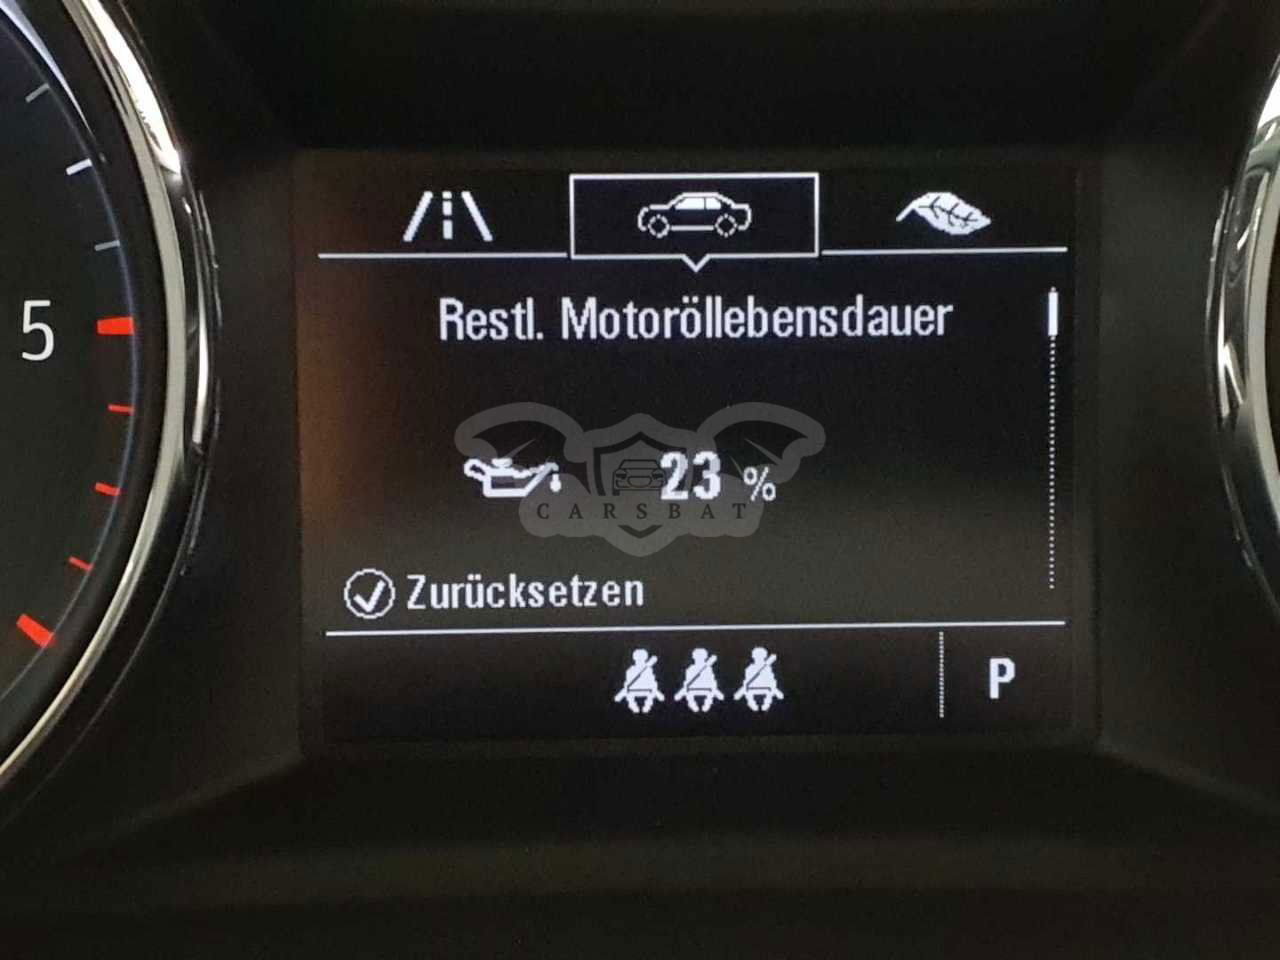 5
Restl. Motoröllebensdauer
23 %
CARSBAT
Zurücksetzen
P